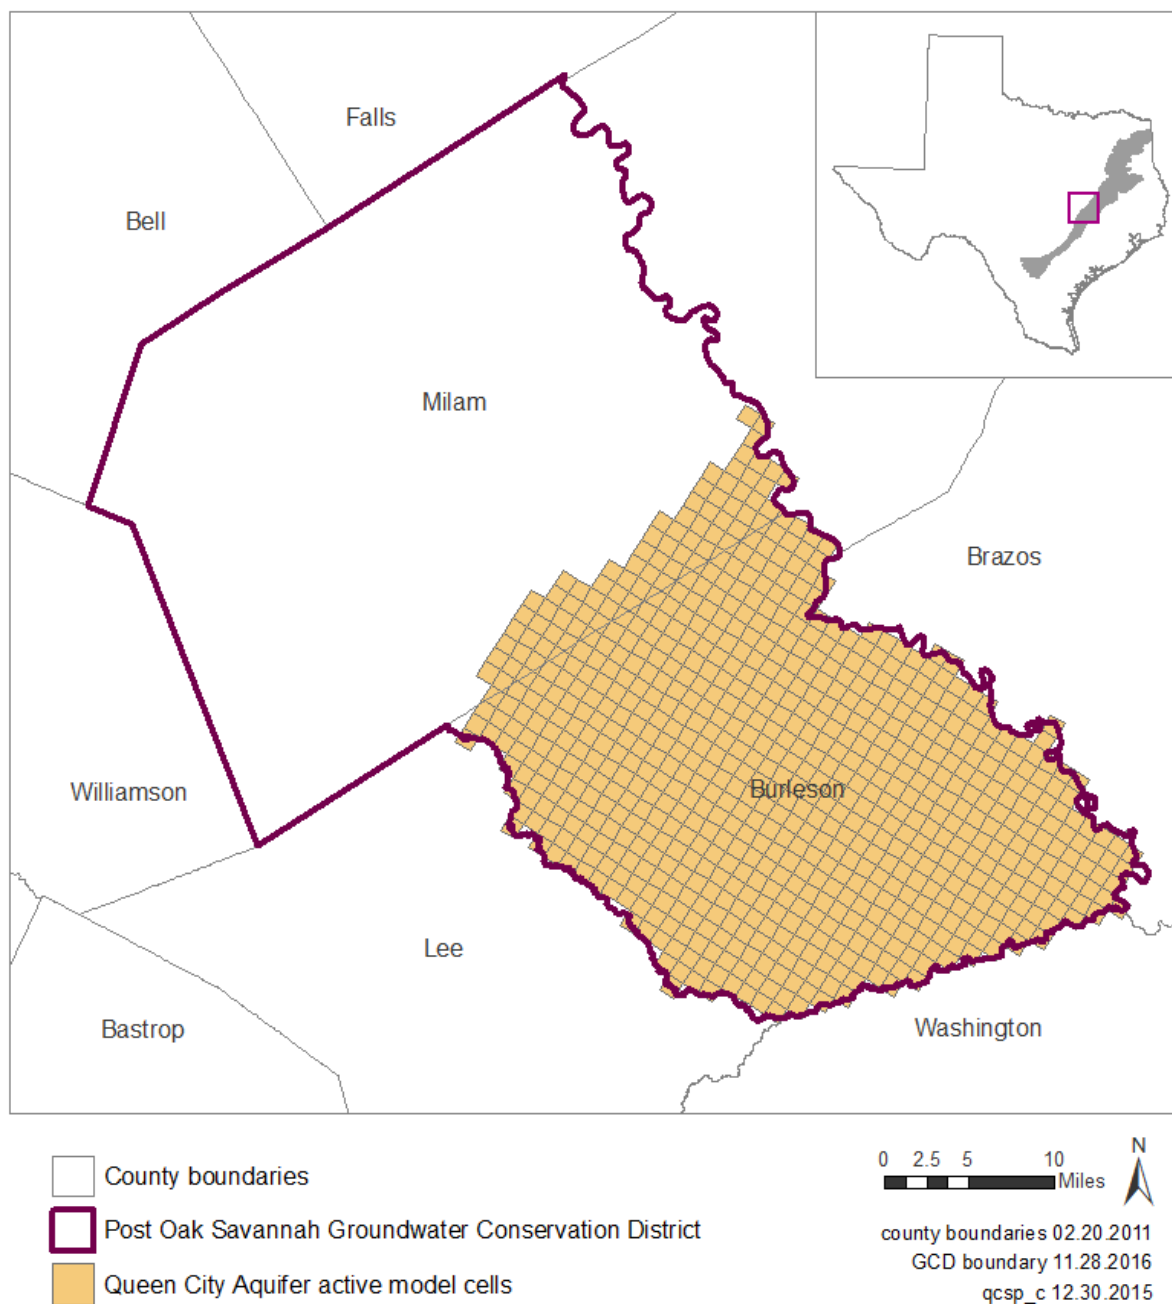 Falls
Bell
Milam
Brazos
Williamson
Burleson
Lee
Bastrop
Washington
County boundaries
Post Oak Savannah Groundwater Conservation District
Queen City Aquifer active model cells
0 2.5 5 10
Miles
N
county boundaries 02.20.2011
GCD boundary 11.28.2016
qcsp_c 12.30.2015